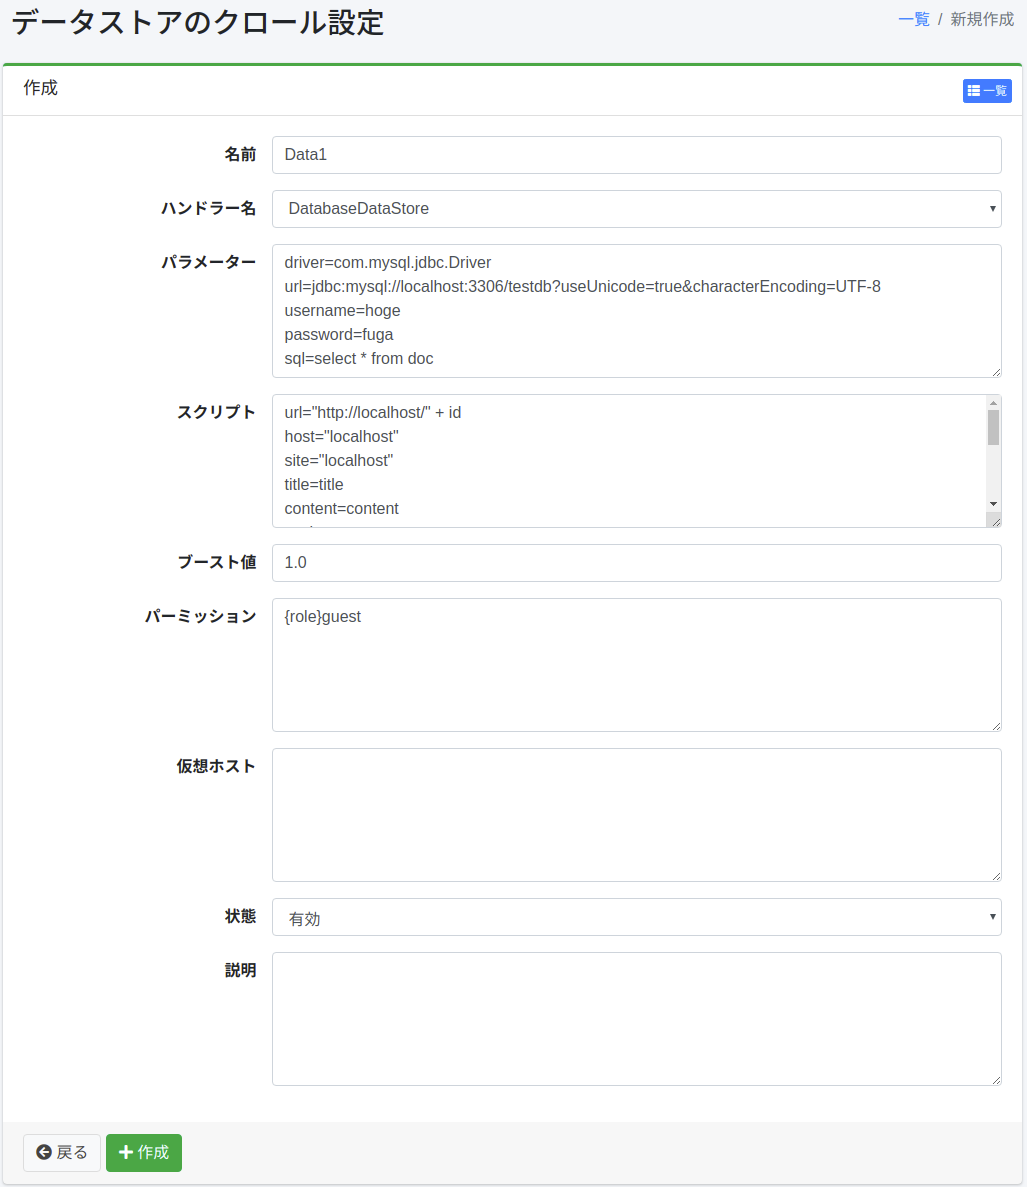 データストアのクロール設定
一覧 / 新規作成
作成
一覧
名前
Data1
ハンドラー名
DatabaseDataStore
パラメーター
driver=com.mysql.jdbc.Driver
url=jdbc:mysql://localhost:3306/testdb?useUnicode=true&characterEncoding=UTF-8
username=hoge
password=fuga
sql=select * from doc
スクリプト
url="http://localhost/" + id
host="localhost"
site="localhost"
title=title
content=content
ブースト値
1.0
パーミッション
{role}guest
仮想ホスト
状態
有効
説明
戻る
作成